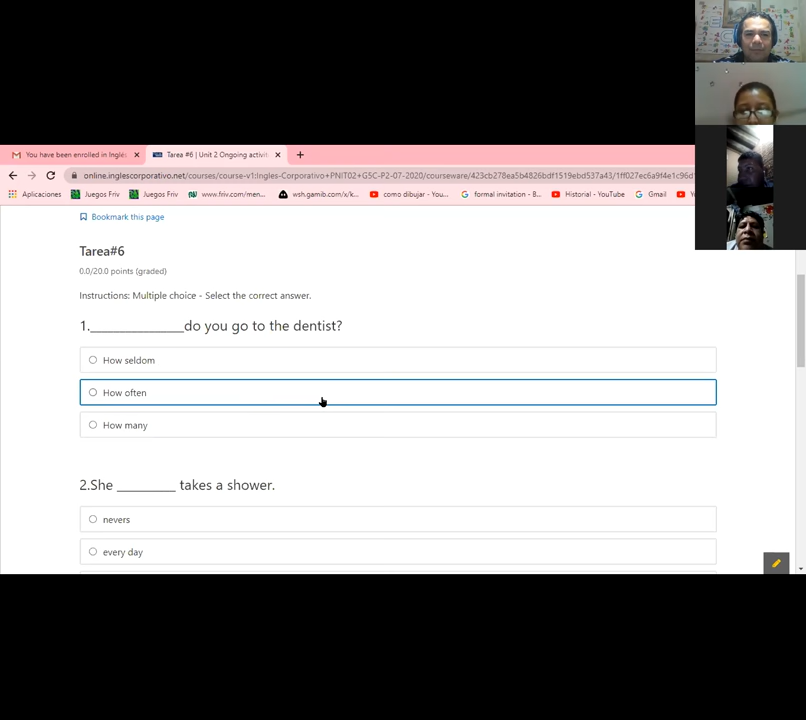 You have been enrolled in Inglés
Tarea #6 | Unit 2 Ongoing activit
online.inglescorporativo.net/courses/course-v1:Ingles-Corporativo+PNIT02+G5C-P2-07-2020/courseware/423cb278ea5b4826bdf1519ebd537a43/1ff027ec6a9f4e1c96d
Aplicaciones Juegos Friv Juegos Friv www.friv.com/men... wsh.gamib.com/x/k... como dibujar - You... formal invitation - B... Historial - YouTube Gmail
Bookmark this page
Tarea#6
0.0/20.0 points (graded)
Instructions: Multiple choice - Select the correct answer.
1.________________do you go to the dentist?
How seldom
How often
How many
2.She _________ takes a shower.
nevers
every day